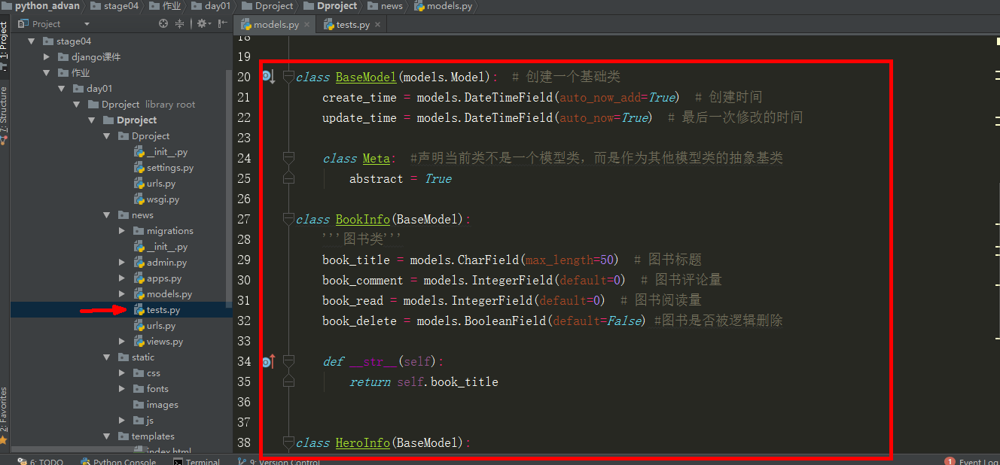 python_advan stage04 作业 day01 Dproject Dproject news models.py
Project
models.py
tests.py
1: Project
7: Structure
2: Favorites
stage04
django课件
作业
day01
Dproject library root
Dproject
Dproject
__init__.py
settings.py
urls.py
wsgi.py
news
migrations
__init__.py
admin.py
apps.py
models.py
tests.py
urls.py
views.py
static
css
fonts
images
js
templates
index.html
18
19
20 class BaseModel(models.Model): # 创建一个基础类
21 create_time = models.DateTimeField(auto_now_add=True) # 创建时间
22 update_time = models.DateTimeField(auto_now=True) # 最后一次修改的时间
23
24 class Meta: #声明当前类不是一个模型类，而是作为其他模型类的抽象基类
25 abstract = True
26
27 class BookInfo(BaseModel):
28 '''图书类'''
29 book_title = models.CharField(max_length=50) # 图书标题
30 book_comment = models.IntegerField(default=0) # 图书评论量
31 book_read = models.IntegerField(default=0) # 图书阅读量
32 book_delete = models.BooleanField(default=False) #图书是否被逻辑删除
33
34 def __str__(self):
35 return self.book_title
36
37
38 class HeroInfo(BaseModel):
6: TODO Python Console Terminal 9: Version Control 1 Event Log